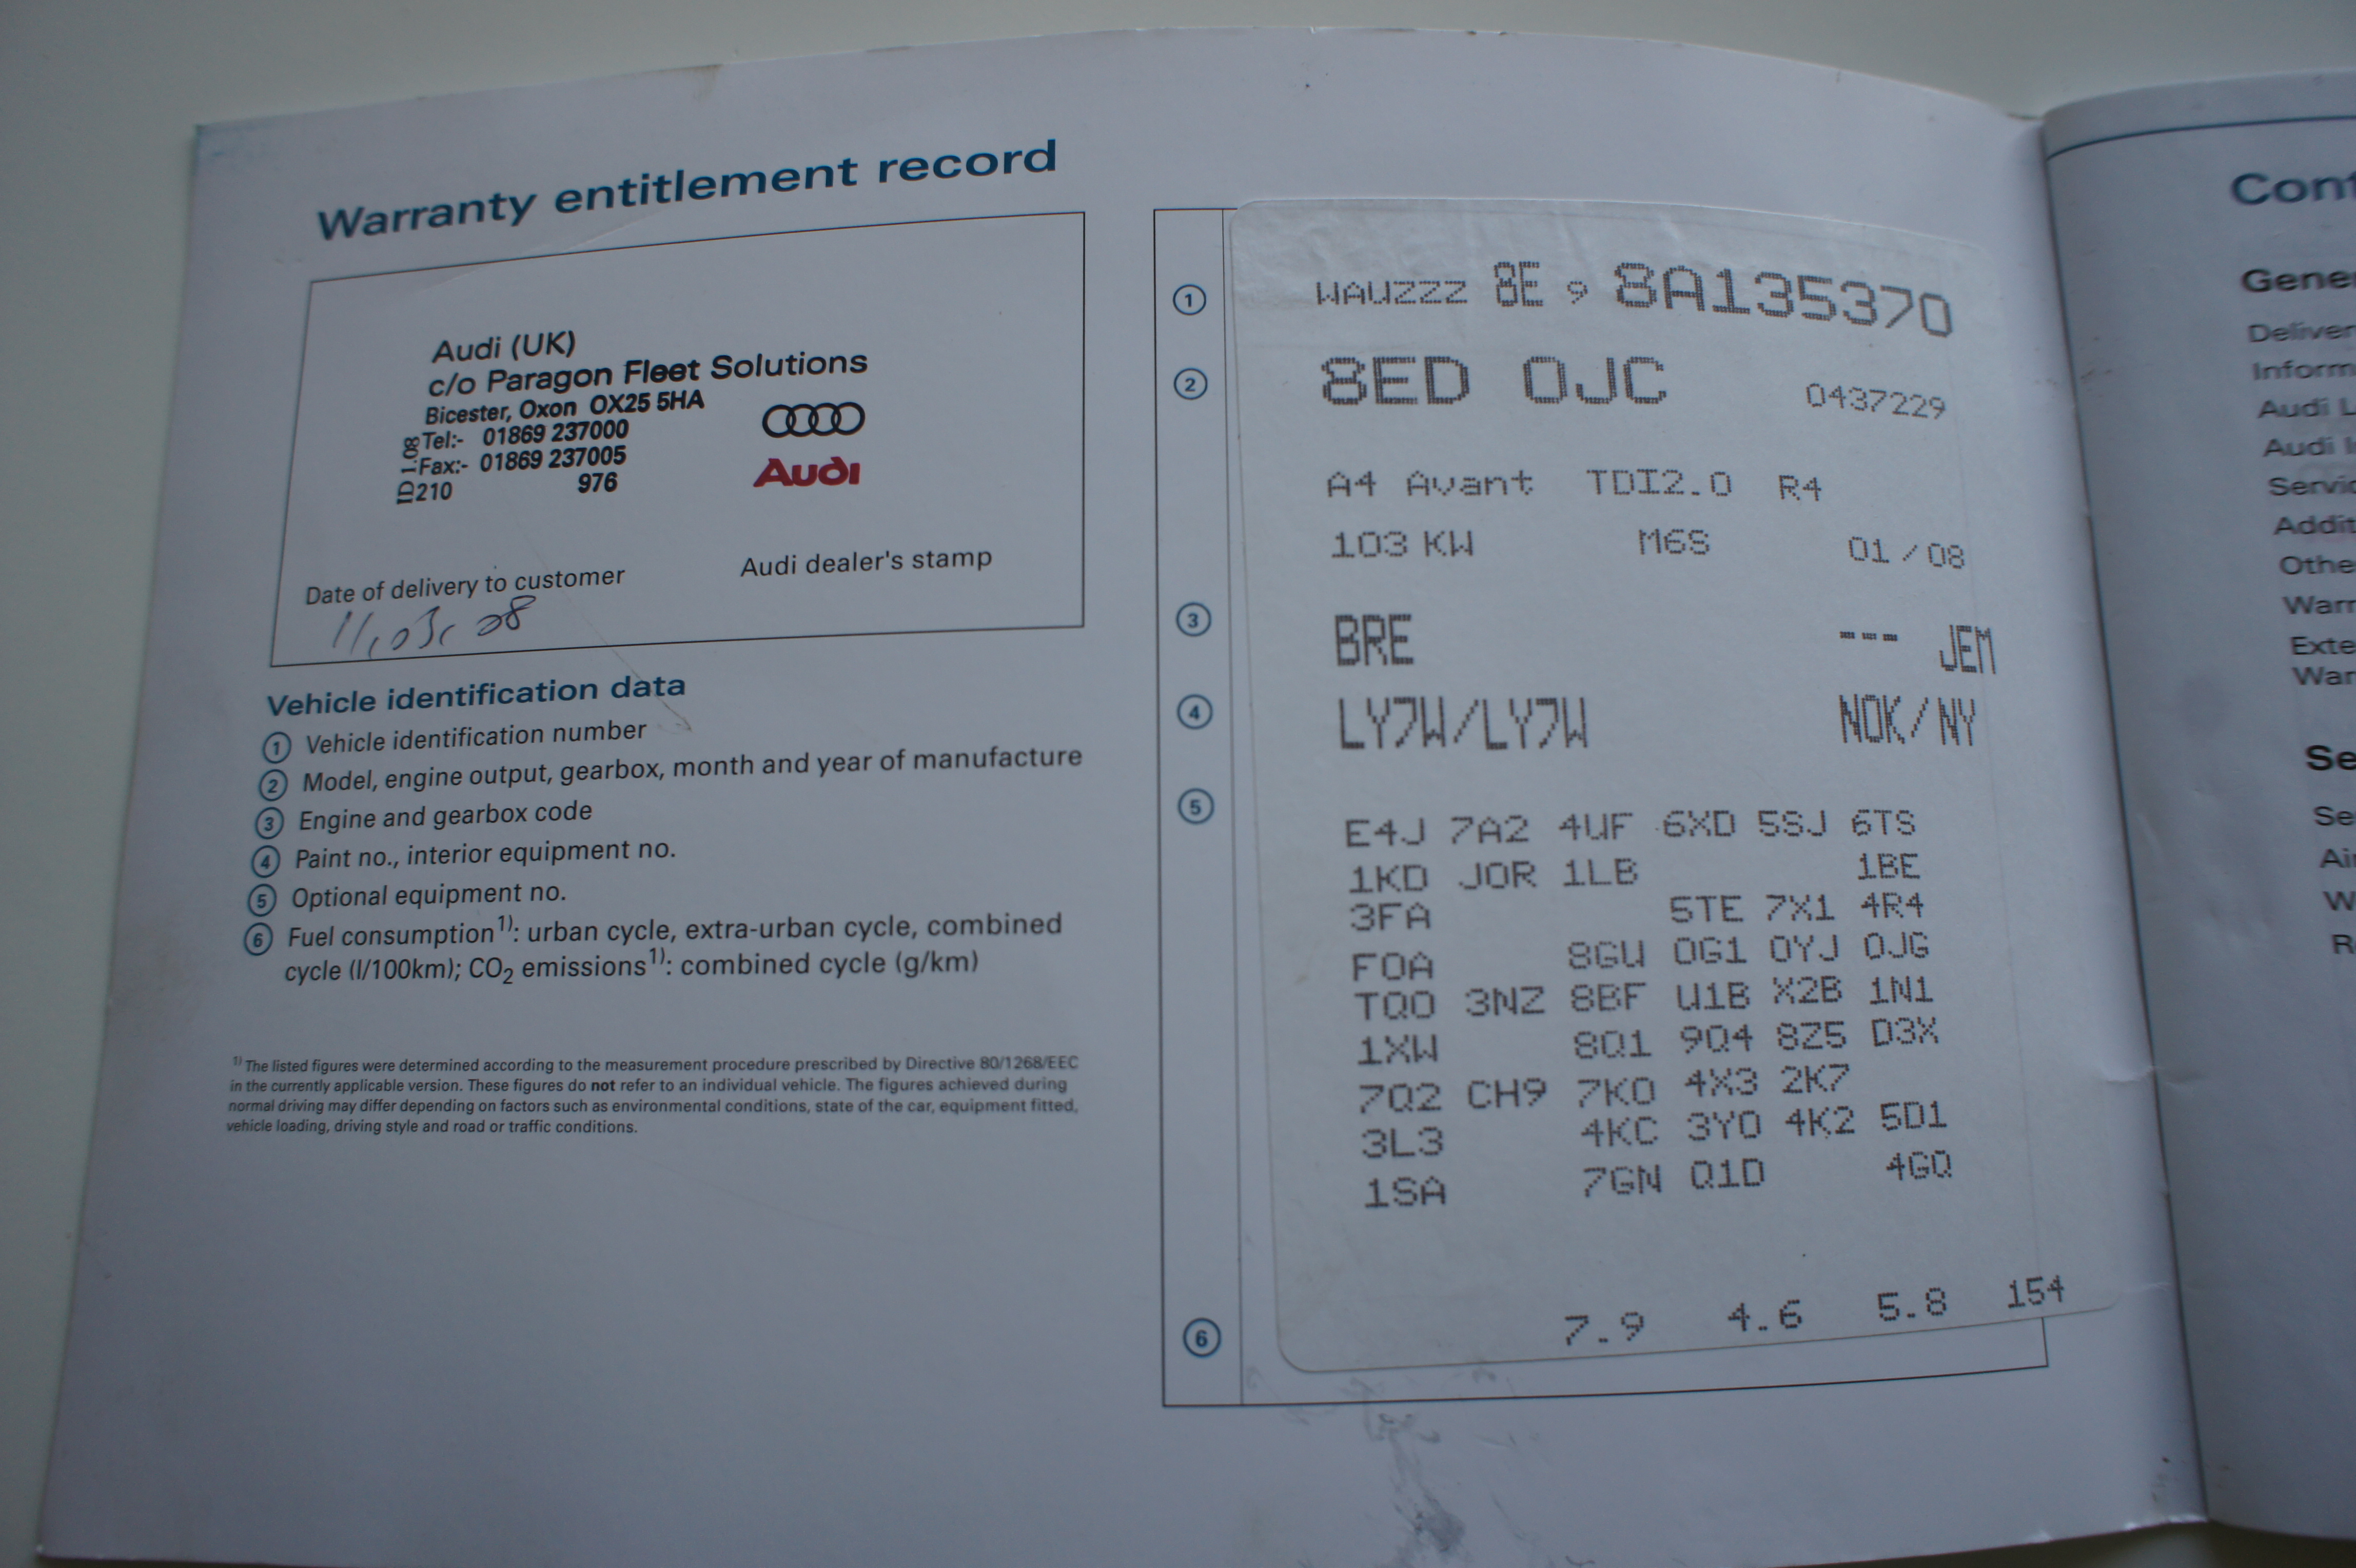 Warranty entitlement record
Audi (UK)
c/o Paragon Fleet Solutions
Bicester, Oxon OX25 5HA
Tel:- 01869 237000
Fax:- 01869 237005
210 976
Audi
Date of delivery to customer
Audi dealer's stamp
11,03, 08
Vehicle identification data
1 Vehicle identification number
2 Model, engine output, gearbox, month and year of manufacture
3 Engine and gearbox code
4 Paint no., interior equipment no.
5 Optional equipment no.
6 Fuel consumption1): urban cycle, extra-urban cycle, combined
cycle (l/100km); CO2 emissions1): combined cycle (g/km)
1) The listed figures were determined according to the measurement procedure prescribed by Directive 80/1268/EEC
in the currently applicable version. These figures do not refer to an individual vehicle. The figures achieved during
normal driving may differ depending on factors such as environmental conditions, state of the car, equipment fitted,
vehicle loading, driving style and road or traffic conditions.
1 WAUZZZ 8E 9 8A135370
2 8ED 0JC 0437229
A4 Avant TDI2.0 R4
103 KW M6S 01/08
3 BRE --- JEM
4 LY7W/LY7W NOK/NY
5
E4J 7A2 4UF 6XD 5SJ 6TS
1KD J0R 1LB 1BE
3FA 5TE 7X1 4R4
F0A 8GU 0G1 0YJ 0JG
TQ0 3NZ 8BF U1B X2B 1N1
1XW 8Q1 9Q4 8Z5 D3X
7Q2 CH9 7K0 4X3 2K7
3L3 4KC 3Y0 4K2 5D1
1SA 7GN Q1D 4GQ
6 7.9 4.6 5.8 154